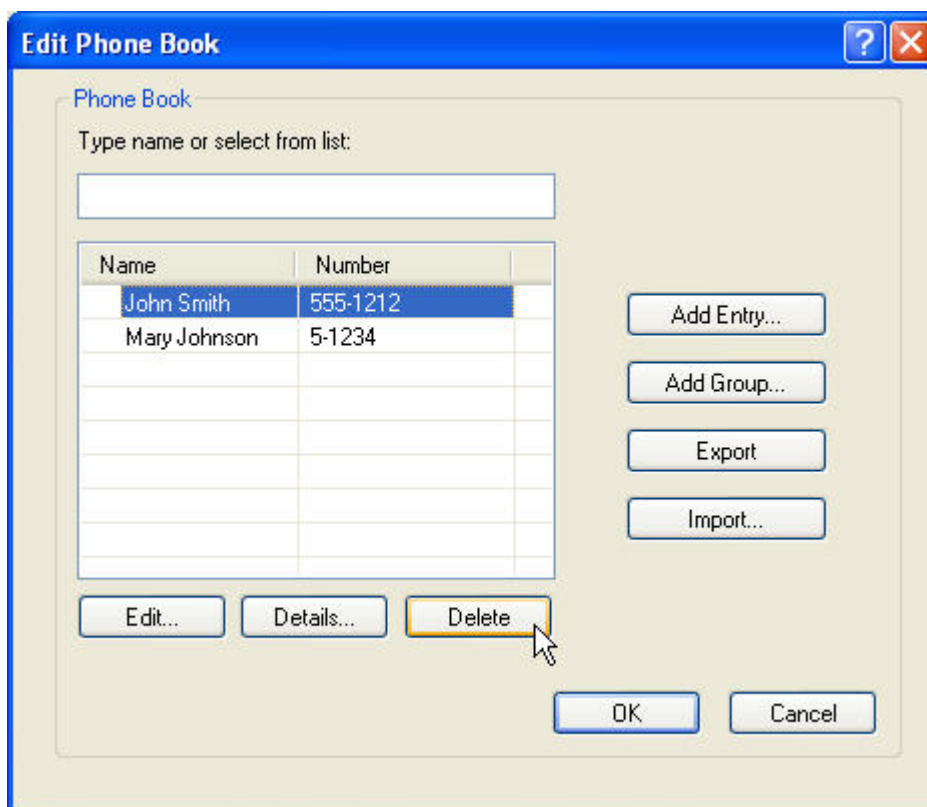 Edit Phone Book
Phone Book
Type name or select from list:
Name Number
John Smith 555-1212
Mary Johnson 5-1234
Add Entry...
Add Group...
Export
Import...
Edit... Details... Delete
OK Cancel